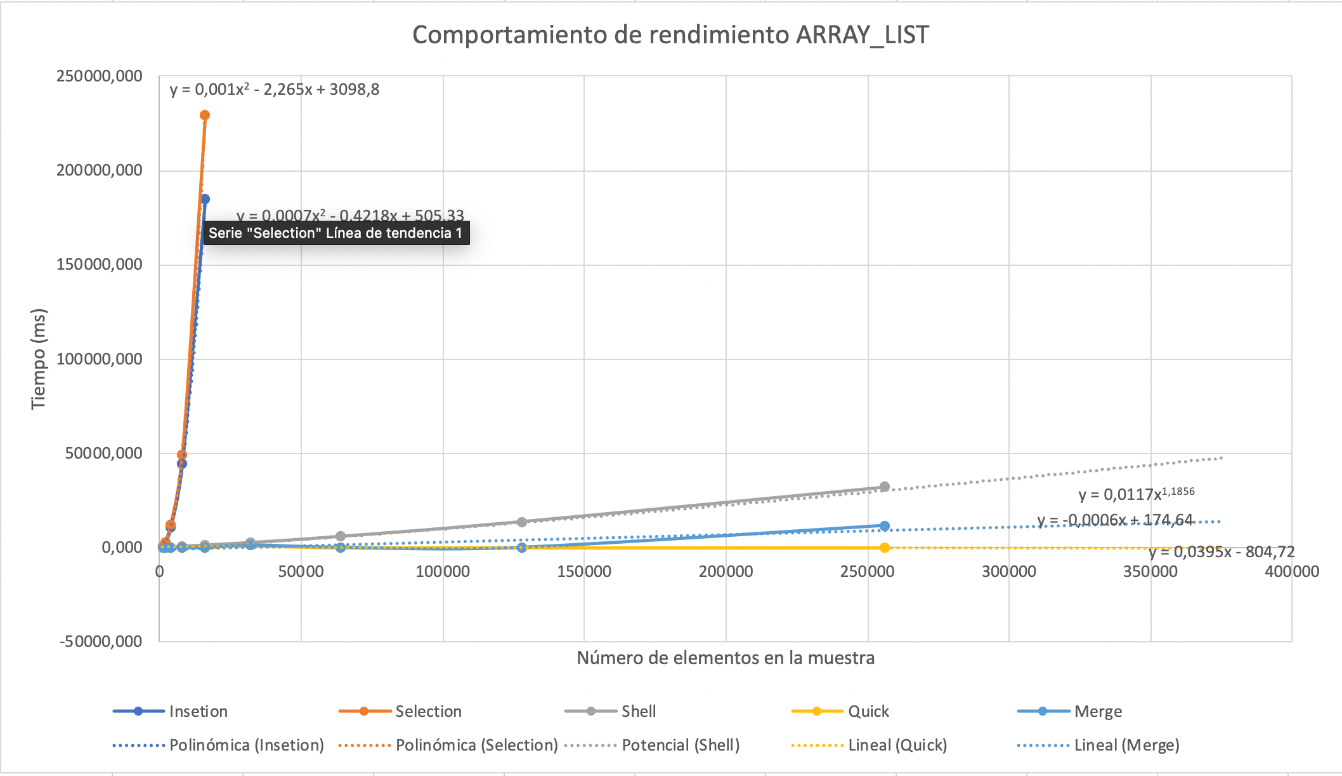 Comportamiento de rendimiento ARRAY_LIST
250000,000
y = 0,001x² - 2,265x + 3098,8
200000,000
y = 0,0007x² - 0,4218x + 505,33
Serie "Selection" Línea de tendencia 1
150000,000
Tiempo (ms)
100000,000
50000,000
y = 0,0117x^1,1856
y = -0,0006x + 174,64
0,000
y = 0,0395x - 804,72
0 50000 100000 150000 200000 250000 300000 350000 400000
-50000,000
Número de elementos en la muestra
Insetion Selection Shell Quick Merge
Polinómica (Insetion) Polinómica (Selection) Potencial (Shell) Lineal (Quick) Lineal (Merge)